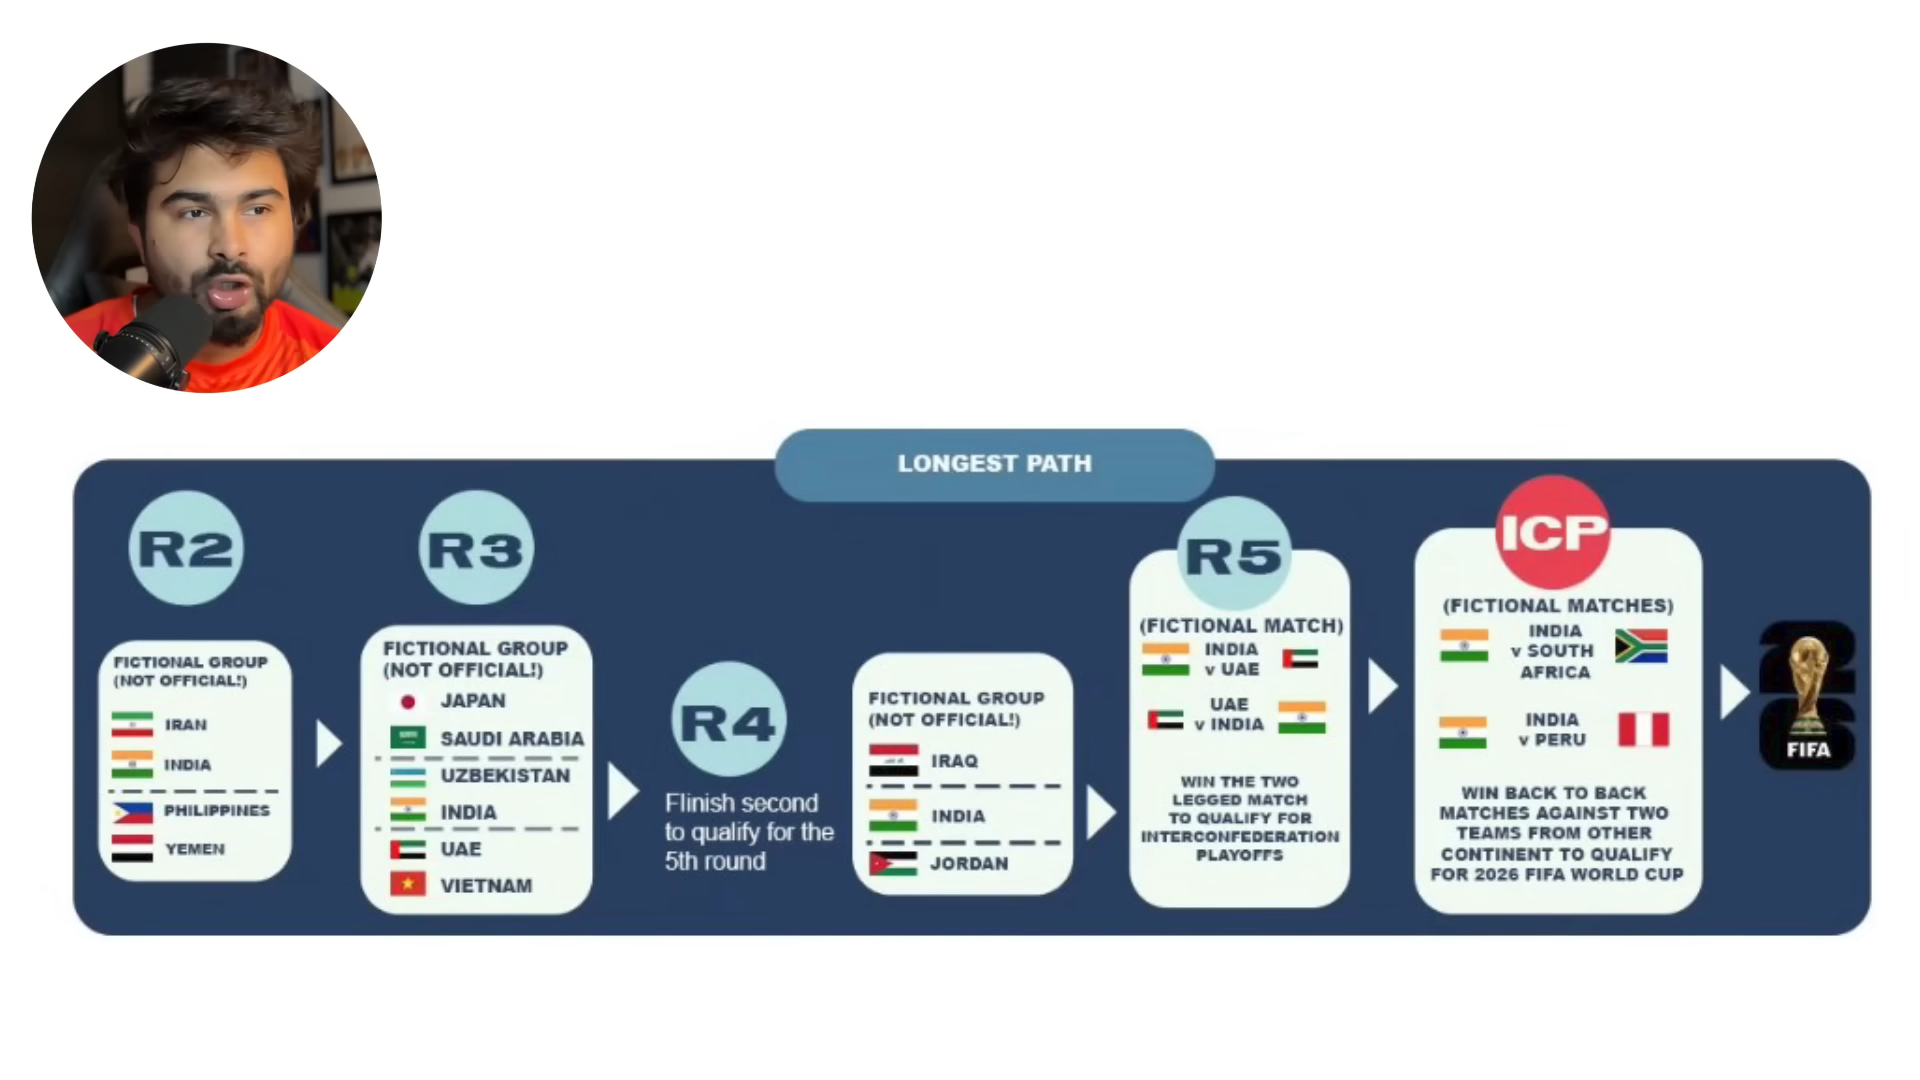 LONGEST PATH
R2
FICTIONAL GROUP
(NOT OFFICIAL!)
IRAN
INDIA
PHILIPPINES
YEMEN
R3
FICTIONAL GROUP
(NOT OFFICIAL!)
JAPAN
SAUDI ARABIA
UZBEKISTAN
INDIA
UAE
VIETNAM
R4
Flinish second
to qualify for the
5th round
FICTIONAL GROUP
(NOT OFFICIAL!)
IRAQ
INDIA
JORDAN
R5
(FICTIONAL MATCH)
INDIA
v UAE
UAE
v INDIA
WIN THE TWO
LEGGED MATCH
TO QUALIFY FOR
INTERCONFEDERATION
PLAYOFFS
ICP
(FICTIONAL MATCHES)
INDIA
v SOUTH
AFRICA
INDIA
v PERU
WIN BACK TO BACK
MATCHES AGAINST TWO
TEAMS FROM OTHER
CONTINENT TO QUALIFY
FOR 2026 FIFA WORLD CUP
FIFA